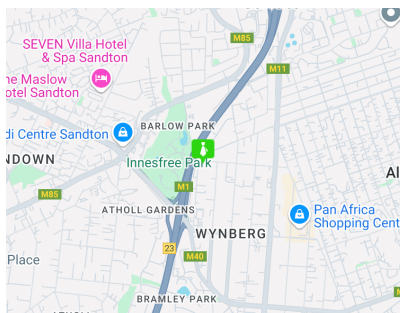 SEVEN Villa Hotel
& Spa Sandton
M85
M11
he Maslow
otel Sandton
BARLOW PARK
di Centre Sandton
NDOWN
Innesfree Park
Al
M85
M1
ATHOLL GARDENS
Pan Africa
Shopping Cent
WYNBERG
23
M40
Place
BRAMLEY PARK